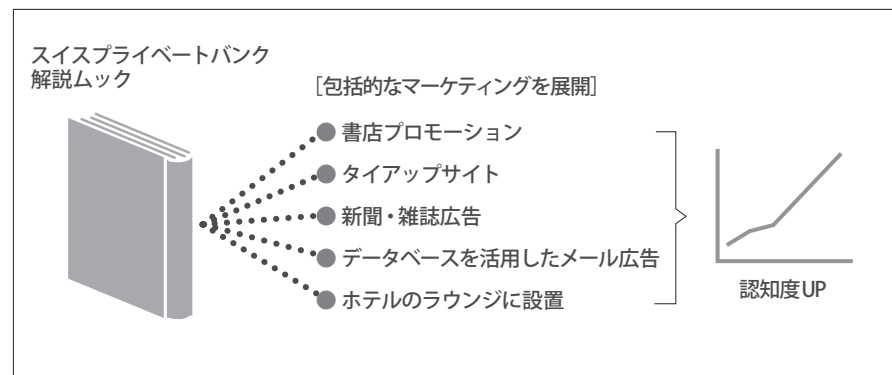 スイスプライベートバンク
解説ムック
［包括的なマーケティングを展開］
書店プロモーション
タイアップサイト
新聞・雑誌広告
データベースを活用したメール広告
ホテルのラウンジに設置
認知度UP